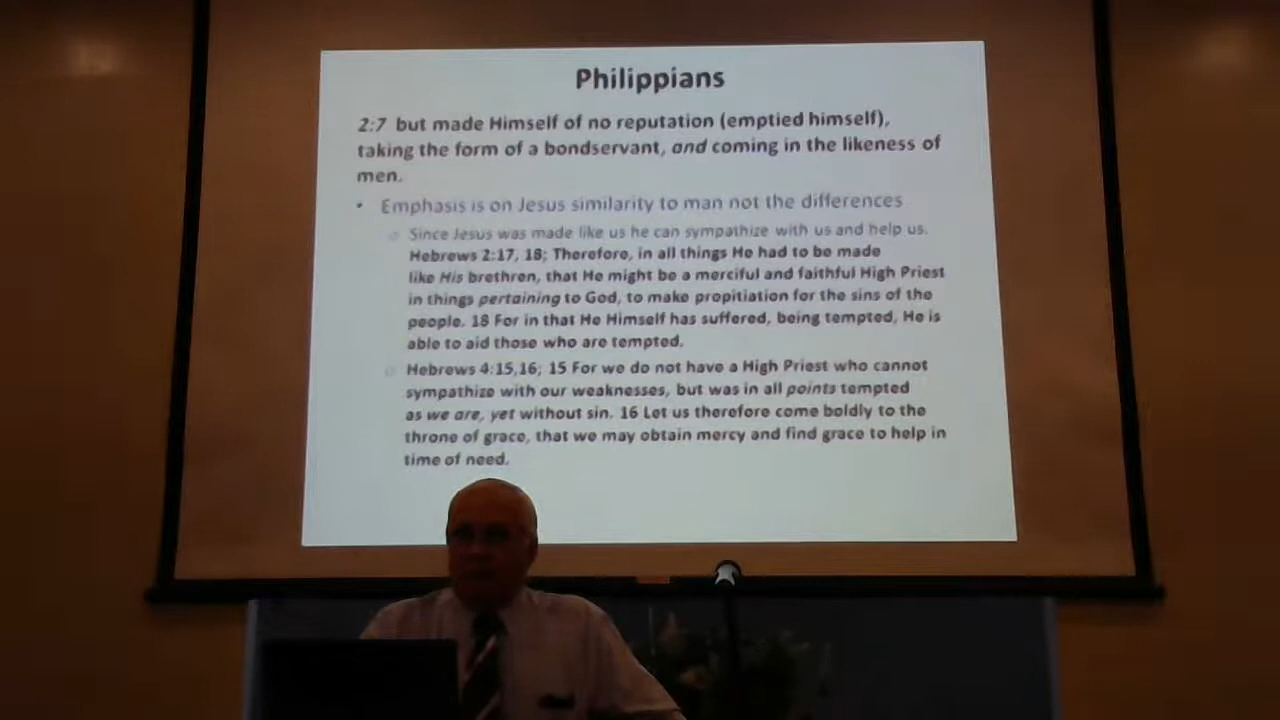 Philippians
2:7 but made Himself of no reputation (emptied himself),
taking the form of a bondservant, and coming in the likeness of
men.
• Emphasis is on Jesus similarity to man not the differences
o Since Jesus was made like us he can sympathize with us and help us.
Hebrews 2:17, 18; Therefore, in all things He had to be made
like His brethren, that He might be a merciful and faithful High Priest
in things pertaining to God, to make propitiation for the sins of the
people. 18 For in that He Himself has suffered, being tempted, He is
able to aid those who are tempted.
o Hebrews 4:15,16; 15 For we do not have a High Priest who cannot
sympathize with our weaknesses, but was in all points tempted
as we are, yet without sin. 16 Let us therefore come boldly to the
throne of grace, that we may obtain mercy and find grace to help in
time of need.